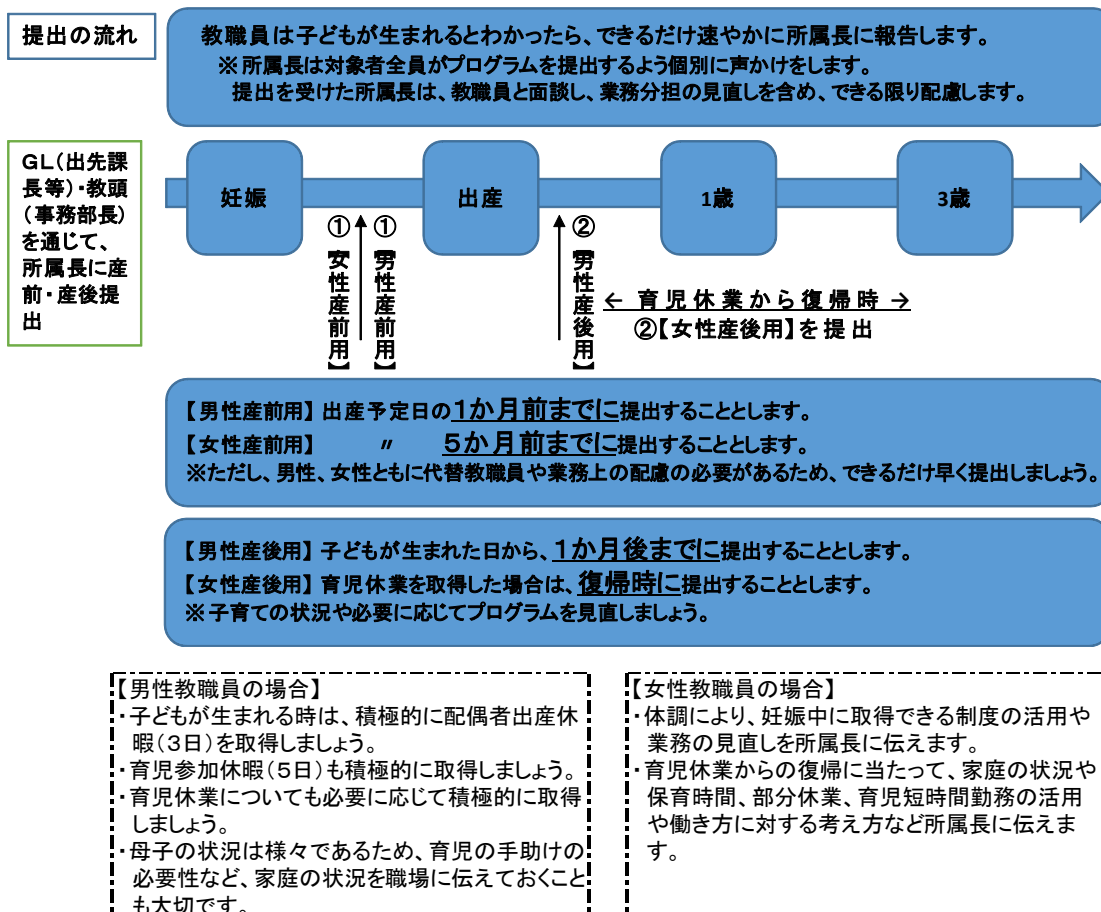 提出の流れ
教職員は子どもが生まれるとわかったら、できるだけ速やかに所属長に報告します。
※所属長は対象者全員がプログラムを提出するよう個別に声かけをします。
提出を受けた所属長は、教職員と面談し、業務分担の見直しを含め、できる限り配慮します。
GL(出先課
長等)・教頭
(事務部長)
を通じて、
所属長に産
前・産後提
出
妊娠
出産
1歳
3歳
①【女性産前用】
①【男性産前用】
②【男性産後用】
← 育児休業から復帰時 →
②【女性産後用】を提出
【男性産前用】 出産予定日の1か月前までに提出することとします。
【女性産前用】 〃 5か月前までに提出することとします。
※ただし、男性、女性ともに代替教職員や業務上の配慮の必要があるため、できるだけ早く提出しましょう。
【男性産後用】 子どもが生まれた日から、1か月後までに提出することとします。
【女性産後用】 育児休業を取得した場合は、復帰時に提出することとします。
※子育ての状況や必要に応じてプログラムを見直しましょう。
【男性教職員の場合】
・子どもが生まれる時は、積極的に配偶者出産休
暇(3日)を取得しましょう。
・育児参加休暇(5日)も積極的に取得しましょう。
・育児休業についても必要に応じて積極的に取得
しましょう。
・母子の状況は様々であるため、育児の手助けの
必要性など、家庭の状況を職場に伝えておくこと
も大切です。
【女性教職員の場合】
・体調により、妊娠中に取得できる制度の活用や
業務の見直しを所属長に伝えます。
・育児休業からの復帰に当たって、家庭の状況や
保育時間、部分休業、育児短時間勤務の活用
や働き方に対する考え方など所属長に伝えま
す。